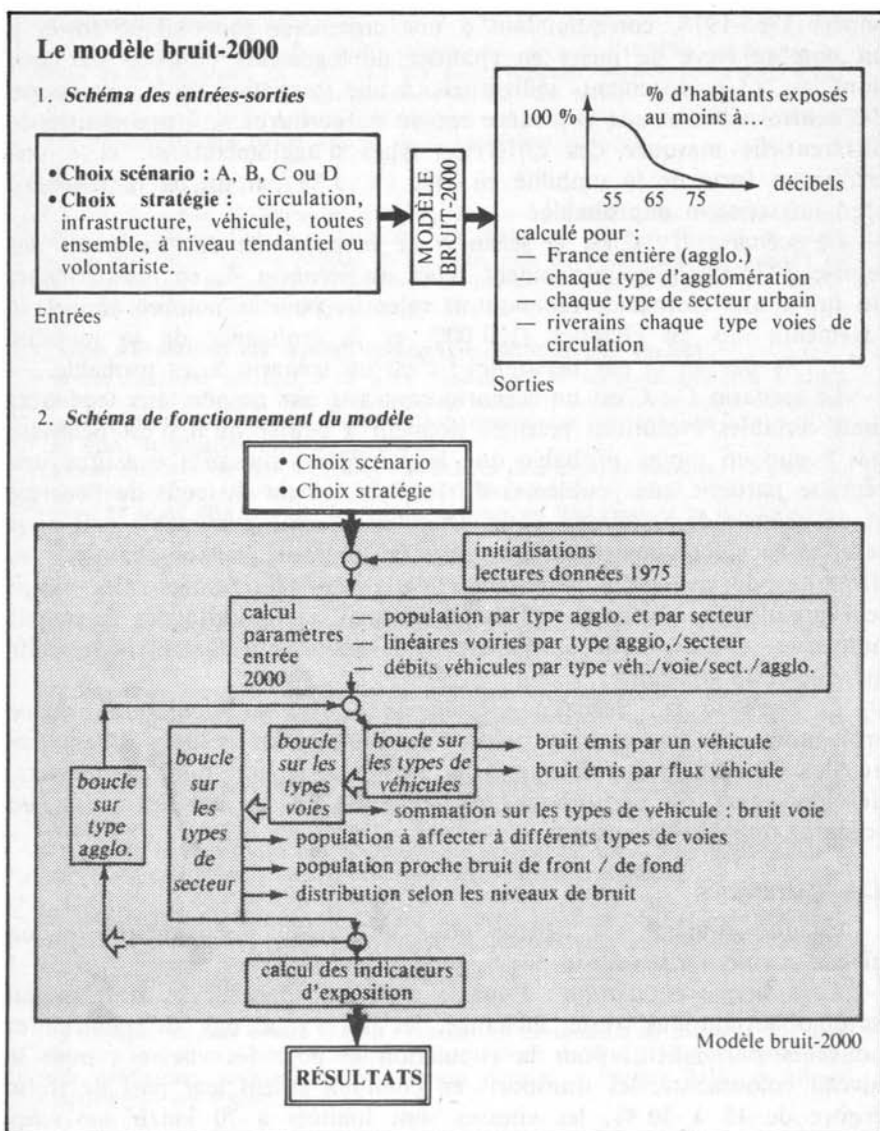 Le modèle bruit-2000
1. Schéma des entrées-sorties
•Choix scénario : A, B, C ou D
•Choix stratégie : circulation,
infrastructure, véhicule, toutes
ensemble, à niveau tendantiel ou
volontariste.
Entrées
MODÈLE
BRUIT-2000
100 %
% d'habitants exposés
au moins à...
décibels
55 65 75
calculé pour :
— France entière (agglo.)
— chaque type d'agglomération
— chaque type de secteur urbain
— riverains chaque type voies de
circulation
Sorties
2. Schéma de fonctionnement du modèle
• Choix scénario
• Choix stratégie
initialisations
lectures données 1975
calcul
paramètres
entrée
2000
— population par type agglo. et par secteur
— linéaires voiries par type aggio,/secteur
— débits véhicules par type véh./voie/sect./agglo.
boucle
sur
type
agglo.
boucle
sur
les
types
de
secteur
boucle
sur les
types
voies
boucle sur
les types de
véhicules
bruit émis par un véhicule
bruit émis par flux véhicule
sommation sur les types de véhicule : bruit voie
population à affecter à différents types de voies
population proche bruit de front / de fond
distribution selon les niveaux de bruit
calcul des indicateurs
d'exposition
Modèle bruit-2000
RÉSULTATS